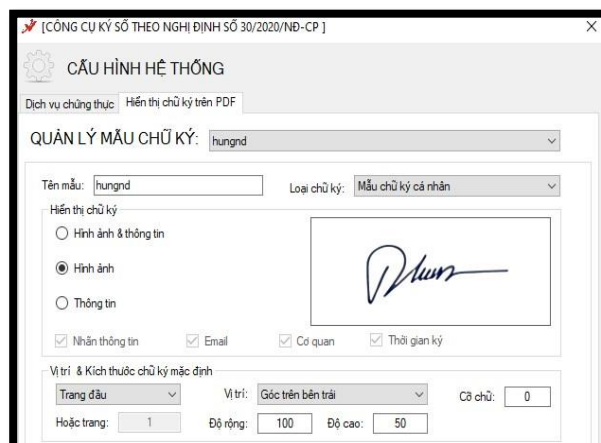 [CÔNG CỤ KÝ SỐ THEO NGHỊ ĐỊNH SỐ 30/2020/NĐ-CP ]
CẤU HÌNH HỆ THỐNG
Dịch vụ chứng thực Hiển thị chữ ký trên PDF
QUẢN LÝ MẪU CHỮ KÝ: hungnd
Tên mẫu: hungnd Loại chữ ký: Mẫu chữ ký cá nhân
Hiển thị chữ ký
Hình ảnh & thông tin
Hình ảnh
Thông tin
Nhãn thông tin Email Cơ quan Thời gian ký
Vị trí & Kích thước chữ ký mặc định
Trang đầu Vị trí: Góc trên bên trái Cỡ chữ: 0
Hoặc trang: 1 Độ rộng: 100 Độ cao: 50